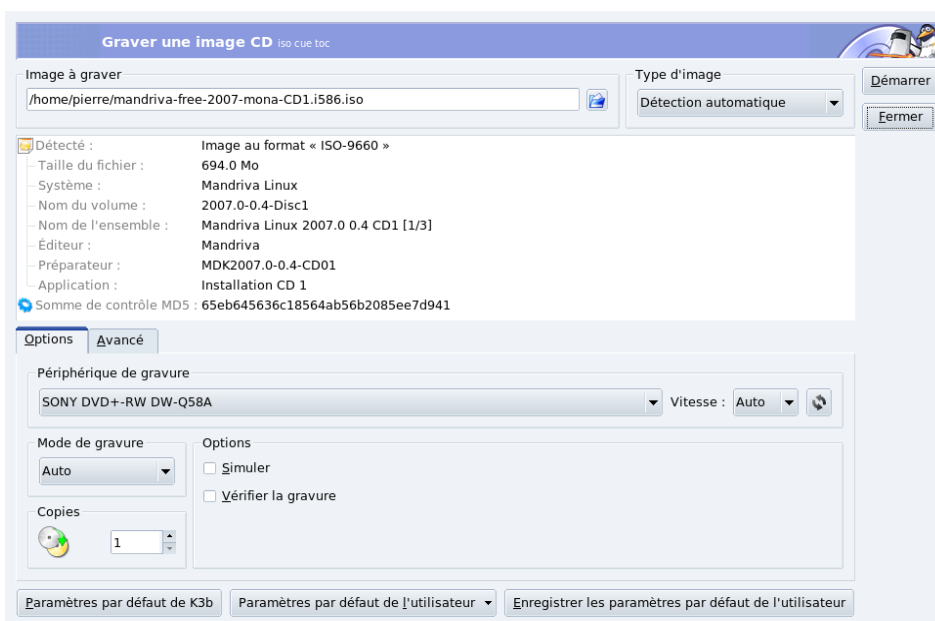 Graver une image CD iso cue toc
Image à graver
/home/pierre/mandriva-free-2007-mona-CD1.i586.iso
Type d'image
Détection automatique
Démarrer
Fermer
Détecté : Image au format « ISO-9660 »
Taille du fichier : 694.0 Mo
Système : Mandriva Linux
Nom du volume : 2007.0-0.4-Disc1
Nom de l'ensemble : Mandriva Linux 2007.0 0.4 CD1 [1/3]
Éditeur : Mandriva
Préparateur : MDK2007.0-0.4-CD01
Application : Installation CD 1
Somme de contrôle MD5 : 65eb645636c18564ab56b2085ee7d941
Options Avancé
Périphérique de gravure
SONY DVD+-RW DW-Q58A Vitesse : Auto
Mode de gravure
Auto
Options
Simuler
Vérifier la gravure
Copies
1
Paramètres par défaut de K3b Paramètres par défaut de l'utilisateur Enregistrer les paramètres par défaut de l'utilisateur